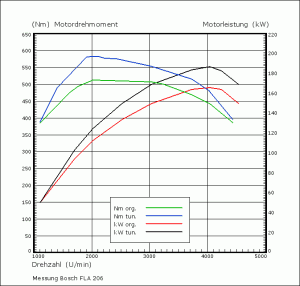 (Nm) Motordrehmoment Motorleistung (kW)
650 220
600 200
550 180
500 160
450 140
400 120
350 100
300 80
250 60
200 40
150 20
100 0
50
0
Nm org.
Nm tun.
kW org.
kW tun.
1000 2000 3000 4000 5000
Drehzahl (U/min)
Messung Bosch FLA 206